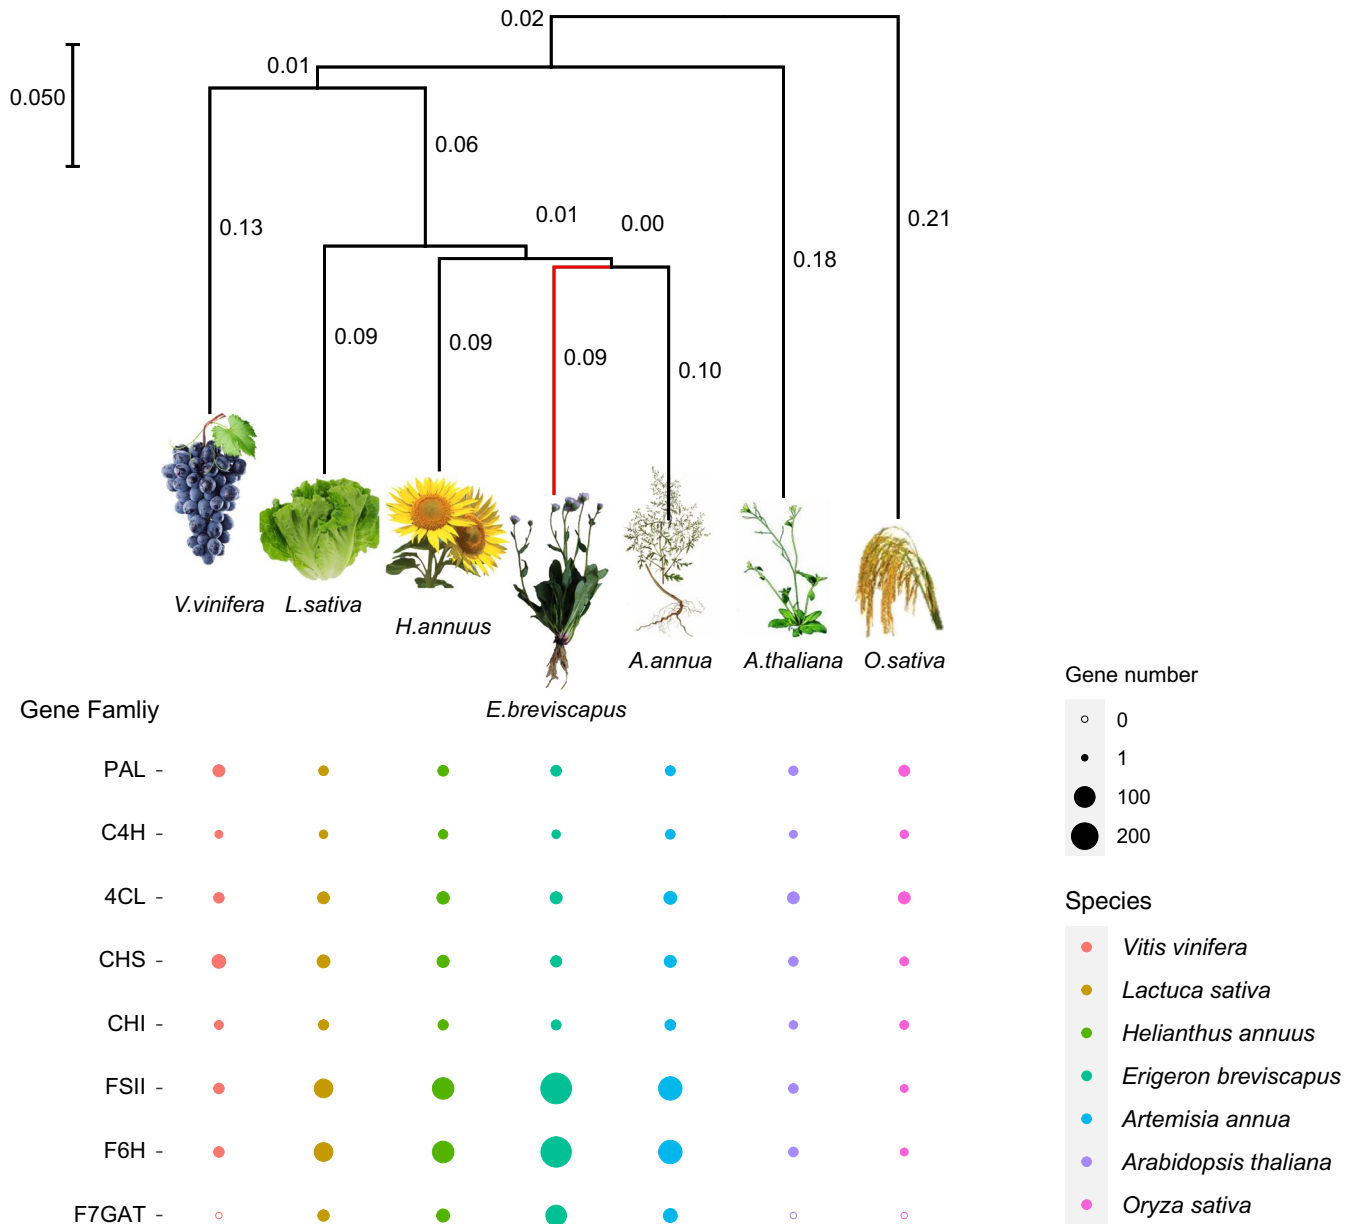 0.02
0.01
0.050
0.06
0.01
0.00
0.13
0.21
0.18
0.09
0.09
0.09
0.10
V.vinifera L.sativa
H.annuus
A.annua A.thaliana O.sativa
E.breviscapus
Gene Famliy
PAL -
C4H -
4CL -
CHS -
CHI -
FSII -
F6H -
F7GAT -
Gene number
0
1
100
200
Species
Vitis vinifera
Lactuca sativa
Helianthus annuus
Erigeron breviscapus
Artemisia annua
Arabidopsis thaliana
Oryza sativa